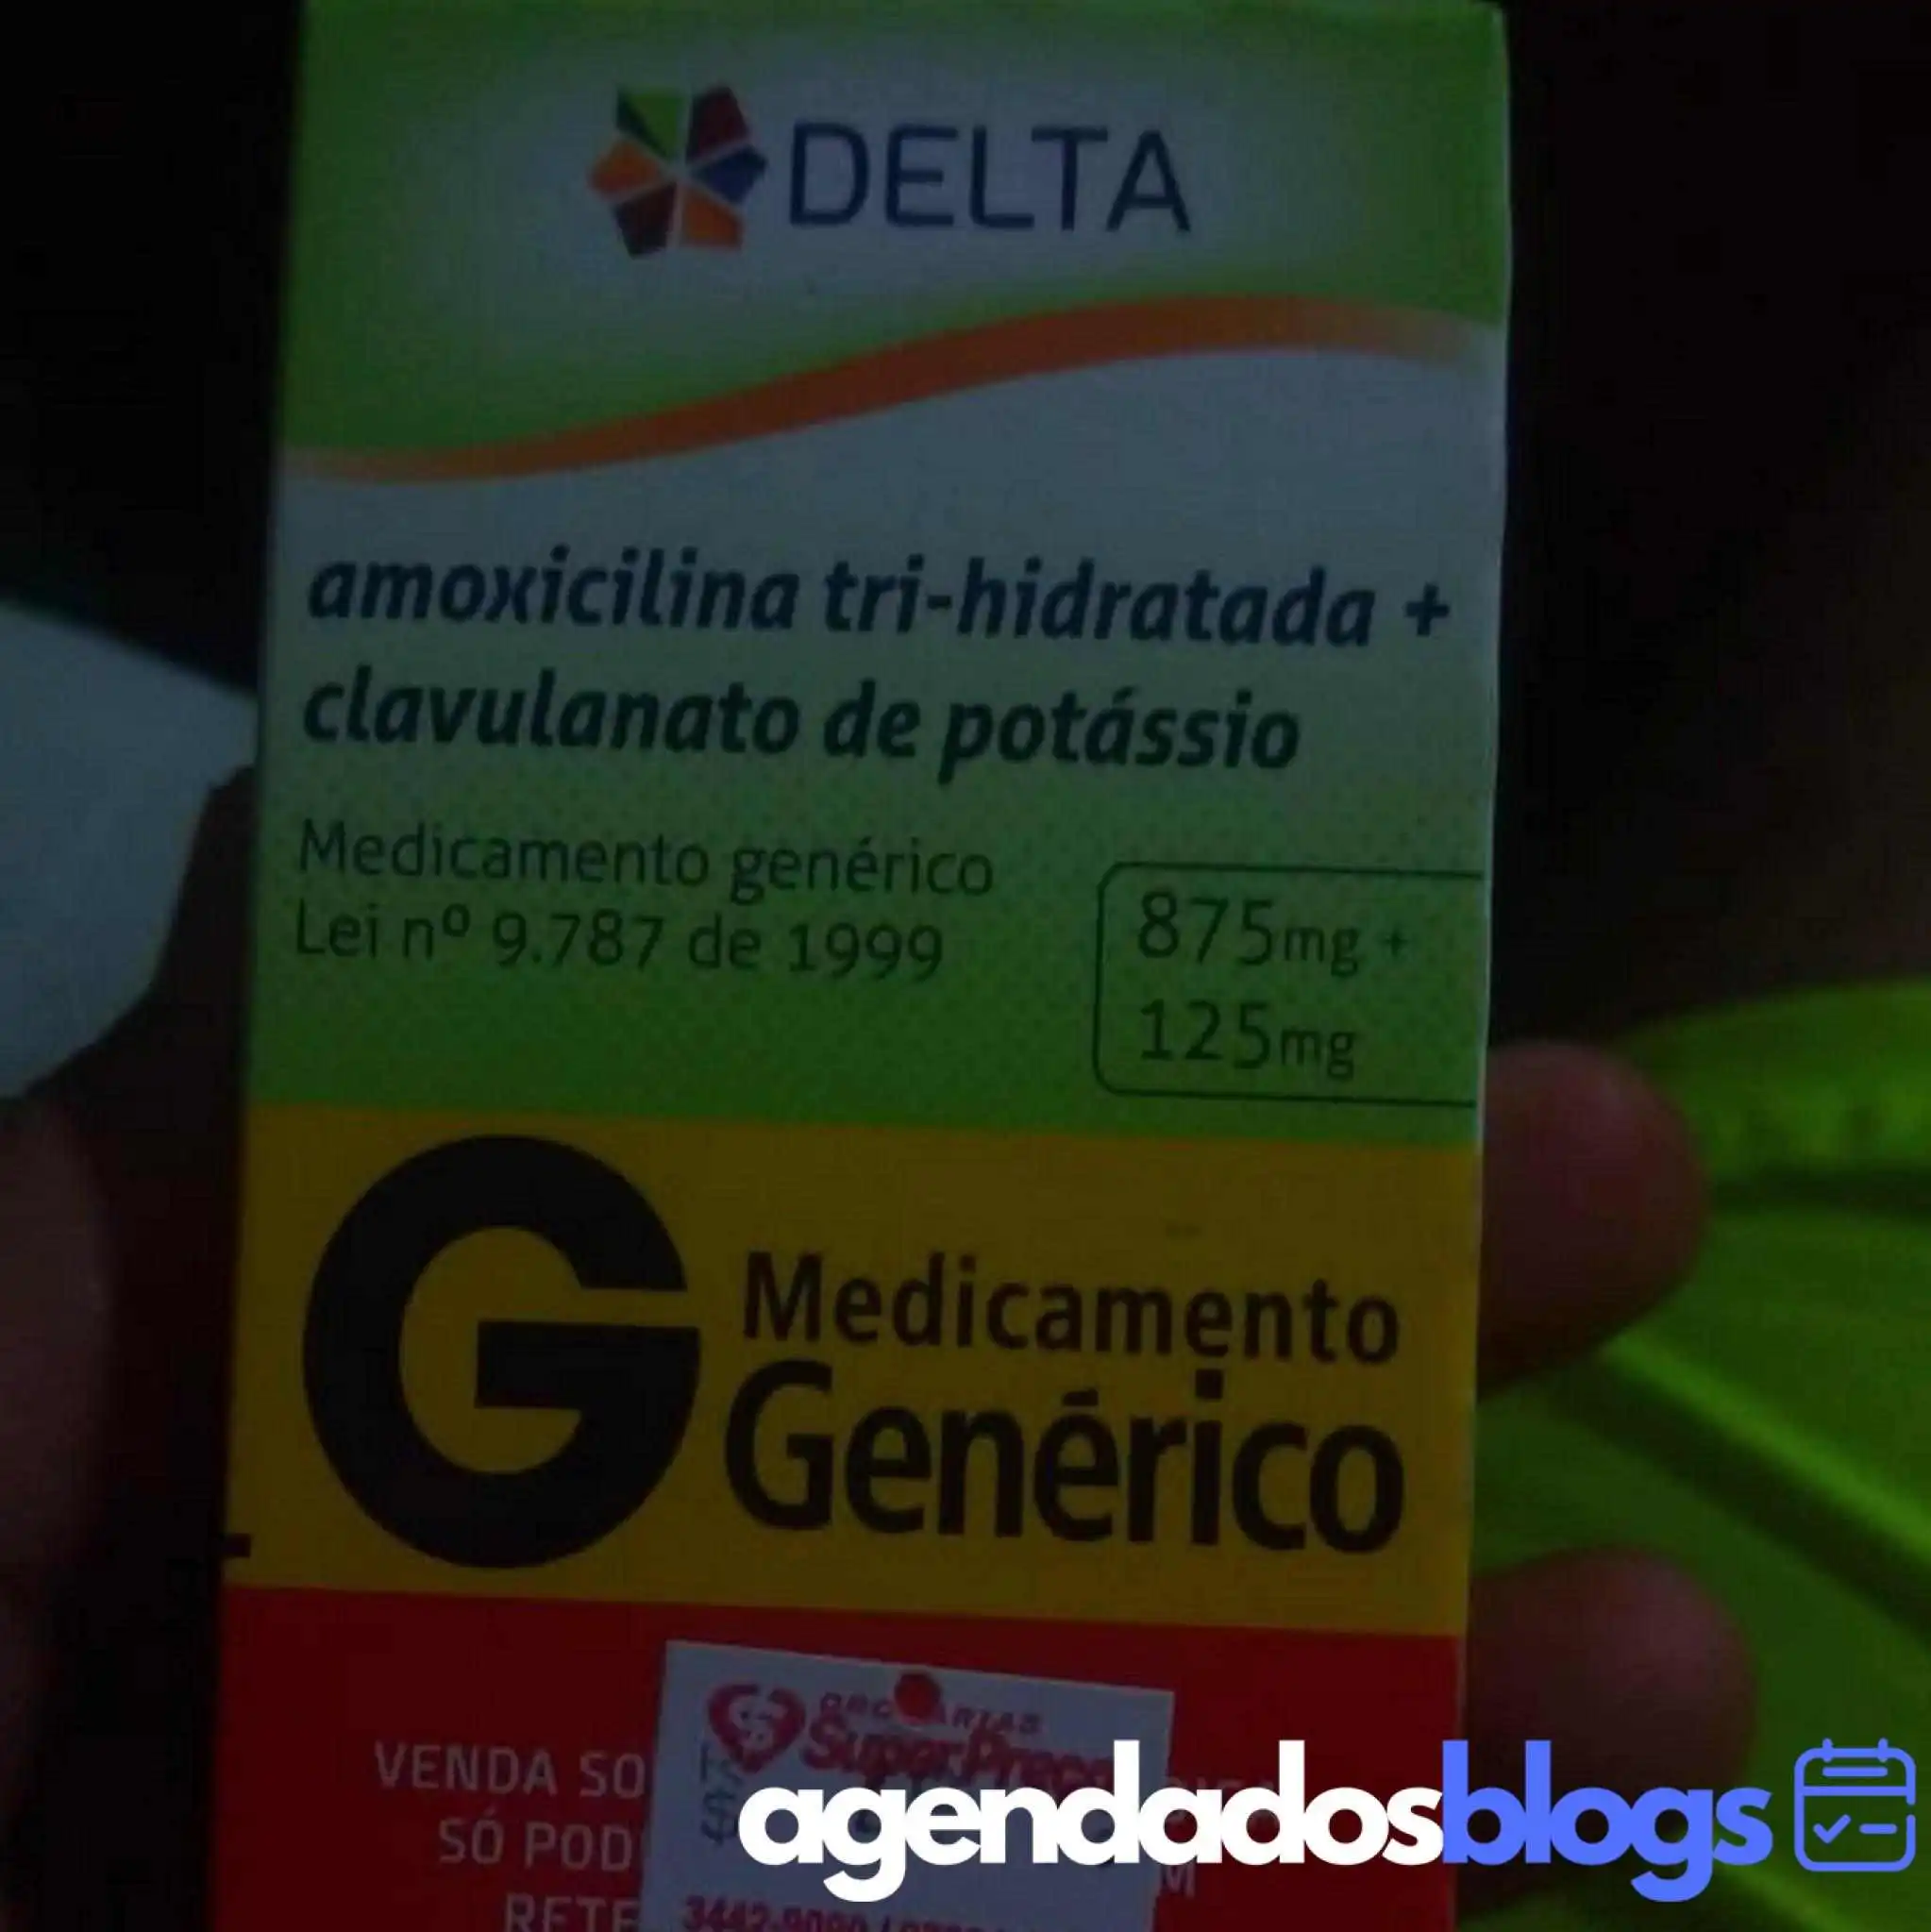 DELTA
amoxicilina tri-hidratada +
clavulanato de potássio
Medicamento genérico
Lei nº 9.787 de 1999
875mg +
125mg
G Medicamento
Genérico
VENDA SO
SÓ POD
RETE
agendadosblogs